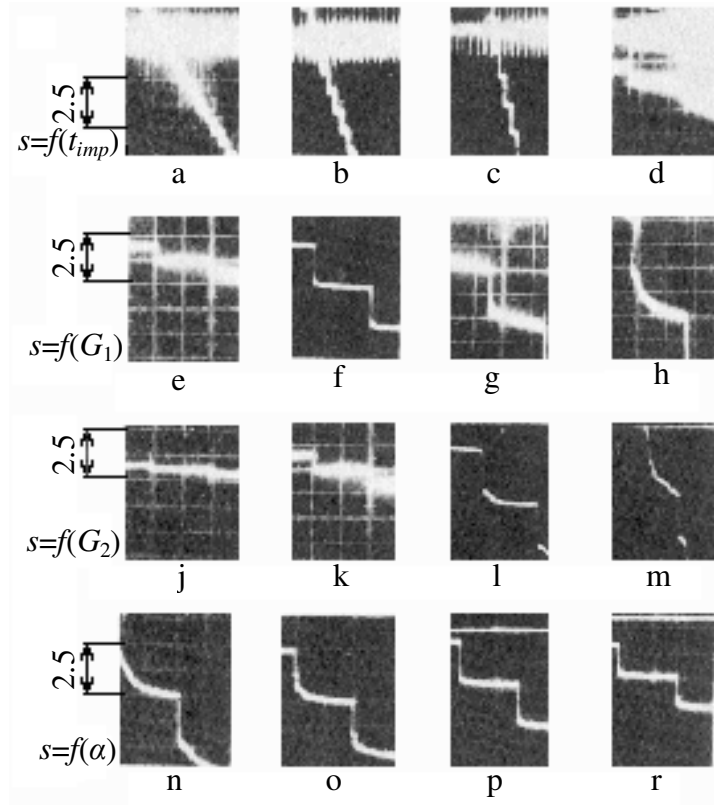 2.5
s=f(t_imp)
a b c d
2.5
s=f(G_1)
e f g h
2.5
s=f(G_2)
j k l m
2.5
s=f(α)
n o p r